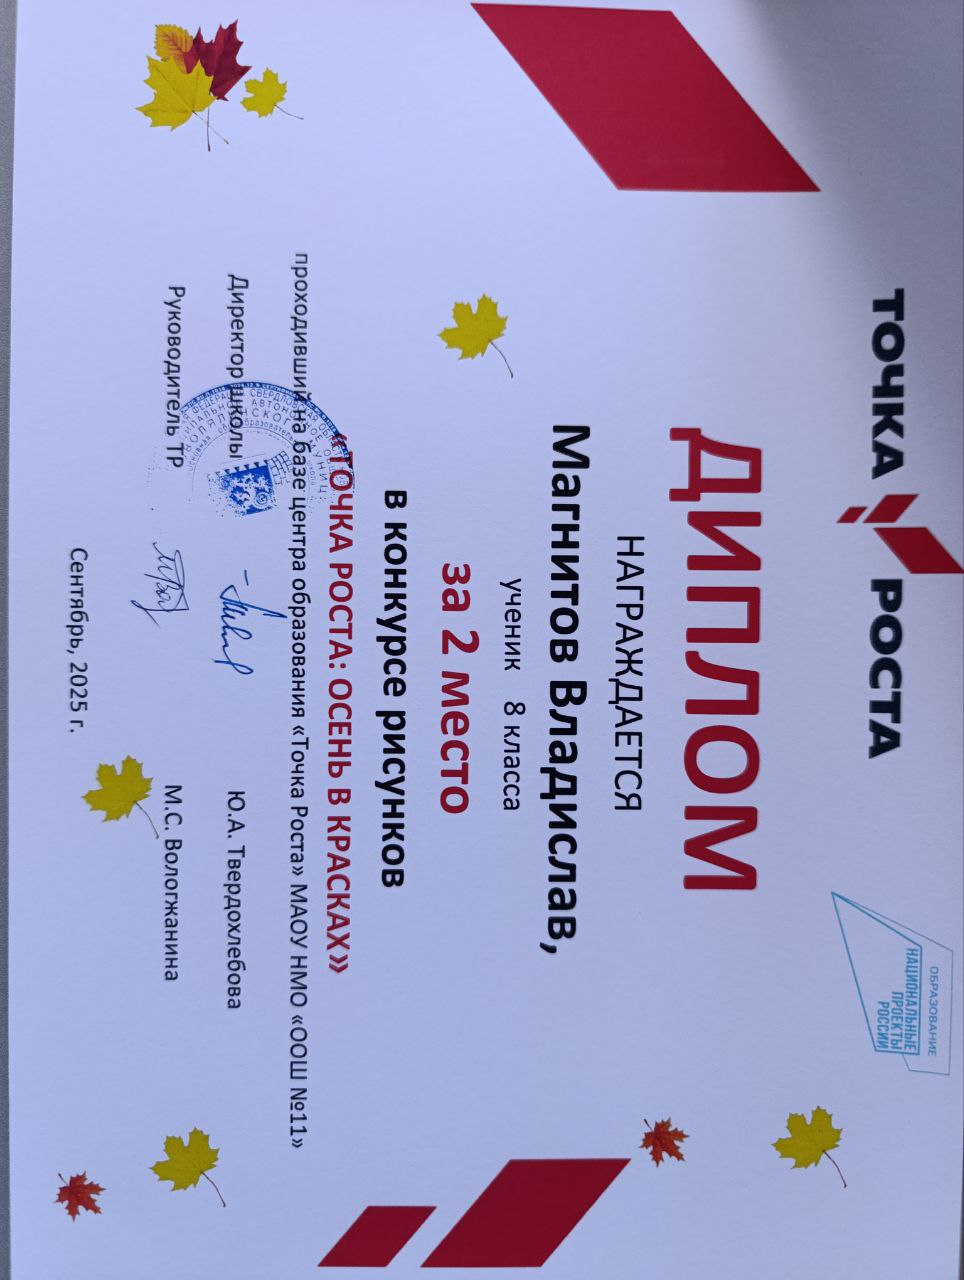 ТОЧКА РОСТА
ОБРАЗОВАНИЕ
НАЦИОНАЛЬНЫЕ
ПРОЕКТЫ
РОССИИ
ДИПЛОМ
НАГРАЖДАЕТСЯ
Магнитов Владислав,
ученик 8 класса
за 2 место
в конкурсе рисунков
«ТОЧКА РОСТА: ОСЕНЬ В КРАСКАХ»
проходивший на базе центра образования «Точка Роста» МАОУ НМО «ООШ №11»
Директор школы Ю.А. Твердохлебова
Руководитель ТР М.С. Вологжанина
Сентябрь, 2025 г.